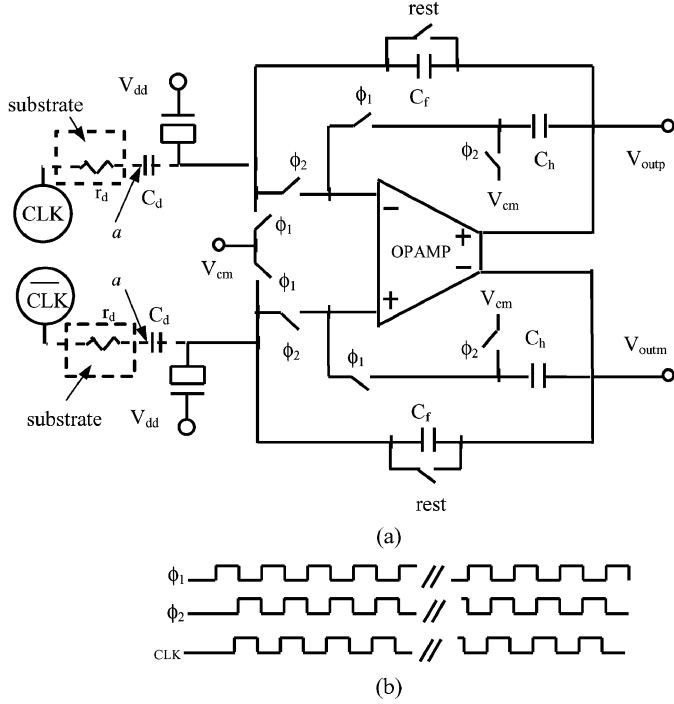 rest
V_dd
C_f
substrate
ϕ₁
ϕ₂
C_h
V_outp
ϕ₂
V_cm
r_d
C_d
CLK
a
ϕ₁
V_cm
OPAMP
ϕ₁
a
C̅L̅K̅
r_d
C_d
V_cm
ϕ₂
ϕ₂
C_h
V_outm
ϕ₁
substrate
V_dd
C_f
rest
(a)
ϕ₁
ϕ₂
CLK
(b)